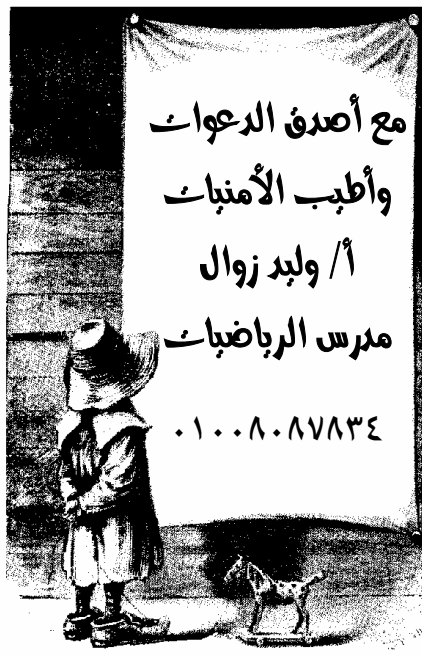 مع أصدق الدعوات
وأطيب الأمنيات
أ/ وليد زوال
مدرس الرياضيات
٠١٠٠٨٠٨٧٨٣٤